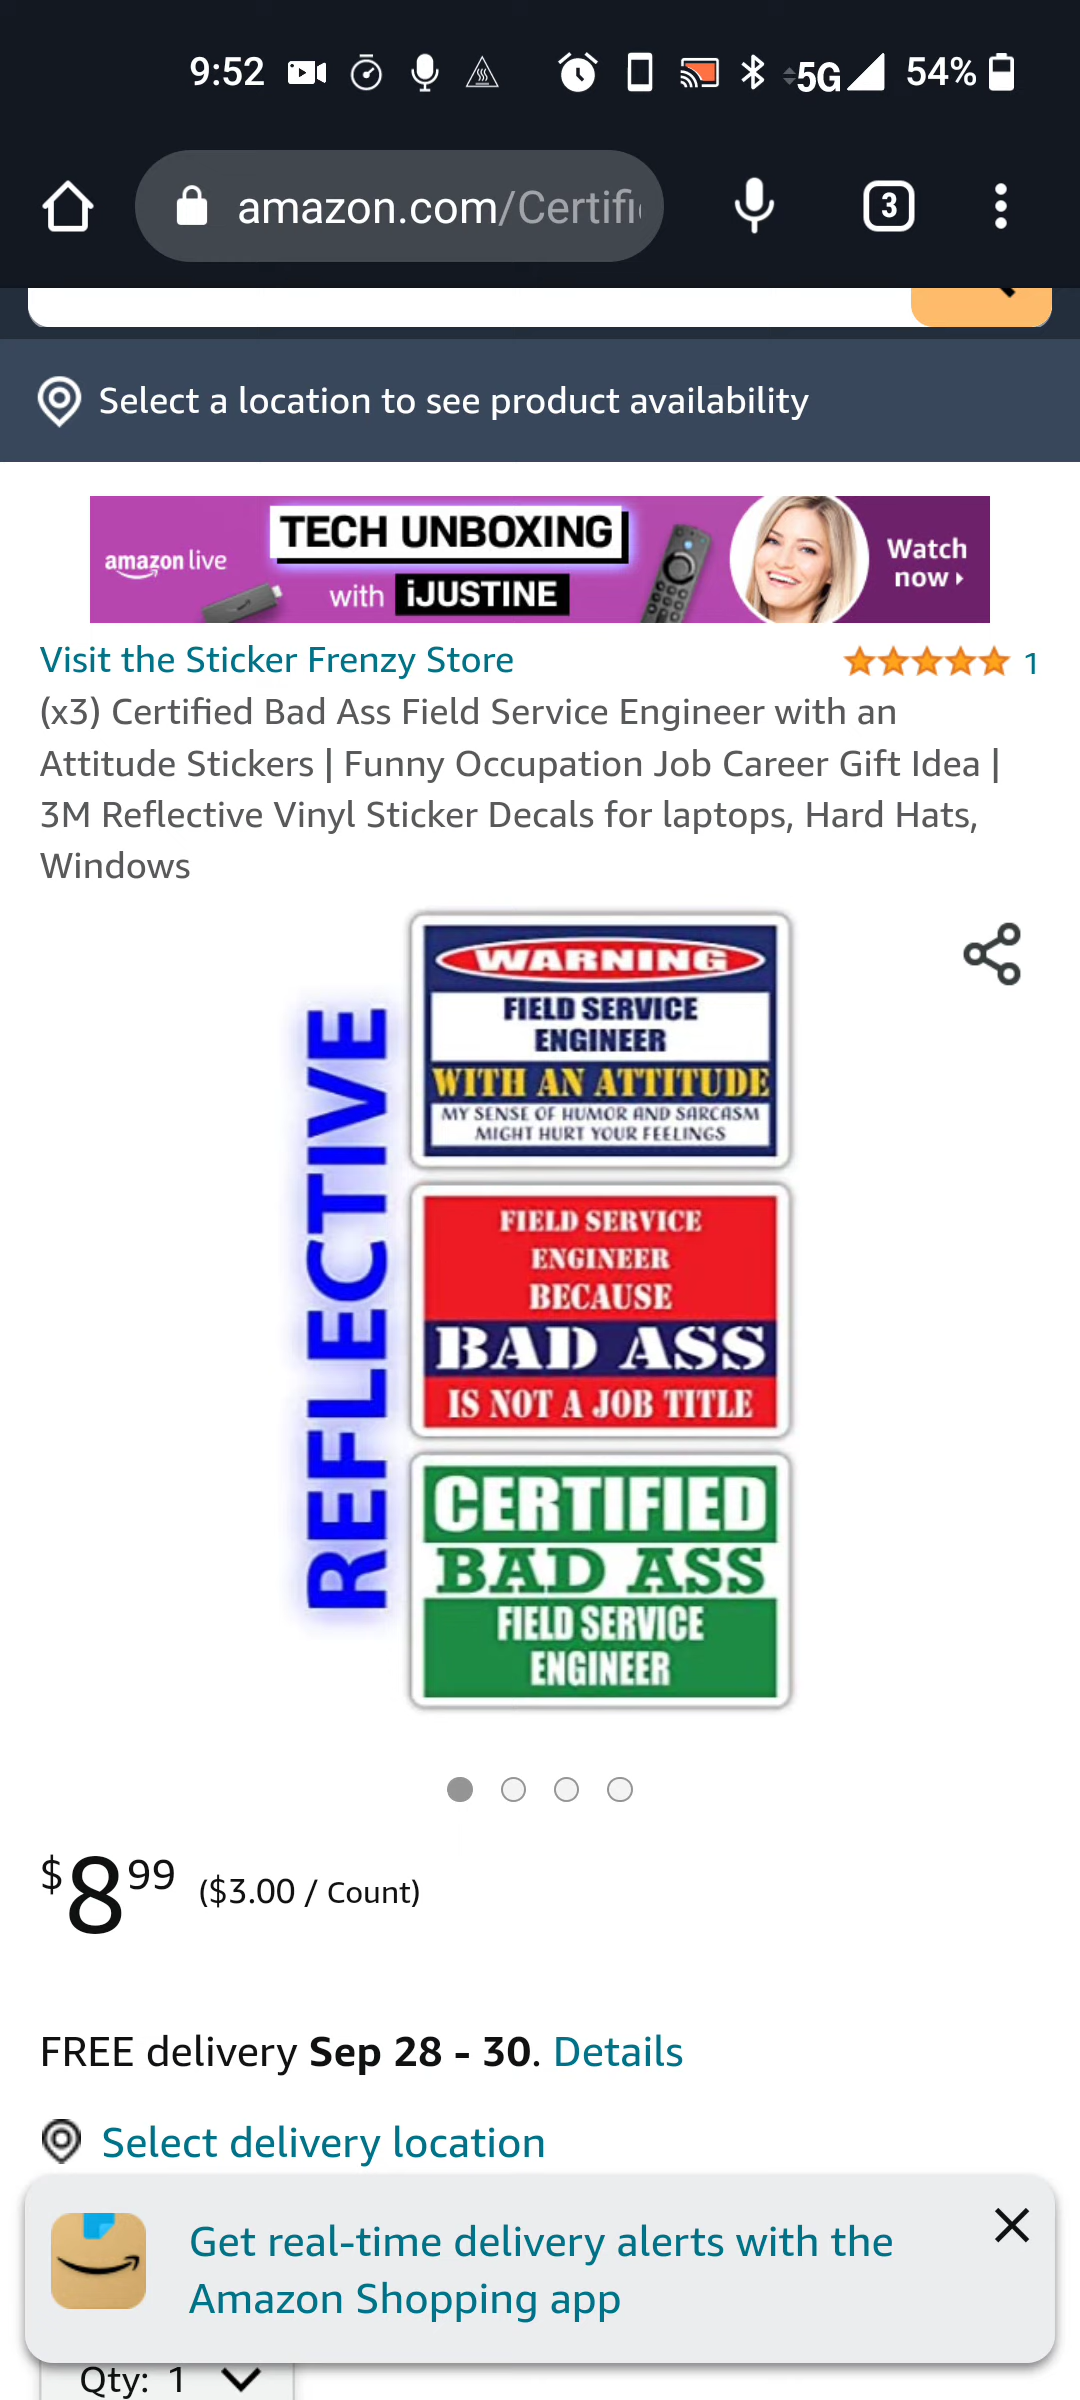 9:52 5G 54%
amazon.com/Certifi
3
Select a location to see product availability
amazon live
TECH UNBOXING
with iJUSTINE
Watch
now
Visit the Sticker Frenzy Store
1
(x3) Certified Bad Ass Field Service Engineer with an
Attitude Stickers | Funny Occupation Job Career Gift Idea |
3M Reflective Vinyl Sticker Decals for laptops, Hard Hats,
Windows
REFLECTIVE
WARNING
FIELD SERVICE
ENGINEER
WITH AN ATTITUDE
MY SENSE OF HUMOR AND SARCASM
MIGHT HURT YOUR FEELINGS
FIELD SERVICE
ENGINEER
BECAUSE
BAD ASS
IS NOT A JOB TITLE
CERTIFIED
BAD ASS
FIELD SERVICE
ENGINEER
$8 99 ($3.00 / Count)
FREE delivery Sep 28 - 30. Details
Select delivery location
Get real-time delivery alerts with the
Amazon Shopping app
Qty: 1